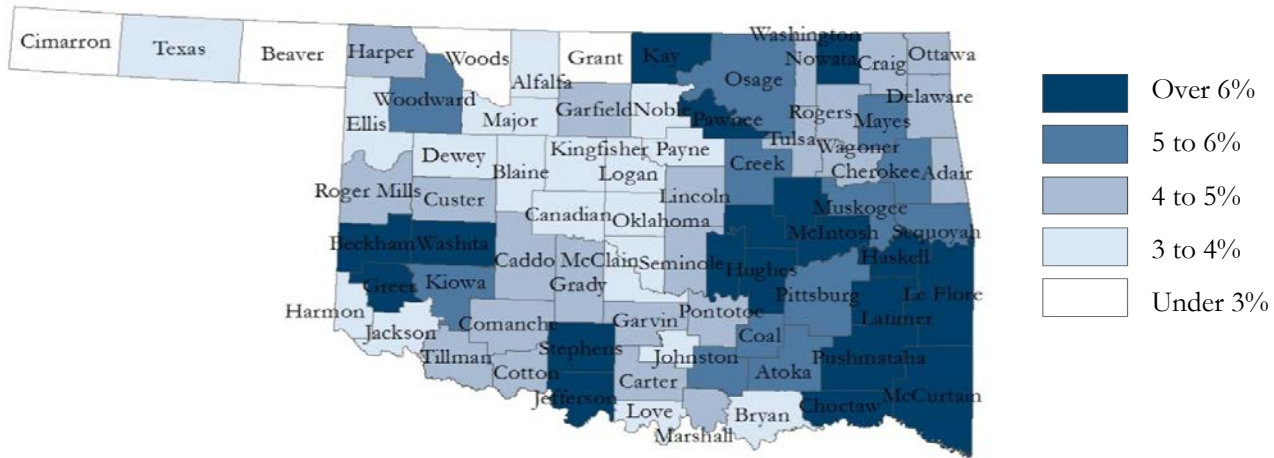 Cimarron
Texas
Beaver
Harper
Woods
Alfalfa
Grant
Kay
Washington
Nowata
Craig
Ottawa
Osage
Delaware
Woodward
Ellis
Major
Garfield
Noble
Pawnee
Rogers
Mayes
Tulsa
Wagoner
Dewey
Blaine
Kingfisher
Payne
Logan
Creek
Cherokee
Adair
Roger Mills
Custer
Lincoln
Canadian
Oklahoma
Muskogee
McIntosh
Sequoyah
Beckham
Washita
Caddo
McClain
Grady
Seminole
Hughes
Haskell
Greer
Kiowa
Pittsburg
Le Flore
Latimer
Harmon
Jackson
Comanche
Garvin
Pontotoc
Coal
Stephens
Johnston
Pushmataha
Tillman
Cotton
Carter
Atoka
Jefferson
Love
Marshall
Bryan
Choctaw
McCurtain
Over 6%
5 to 6%
4 to 5%
3 to 4%
Under 3%